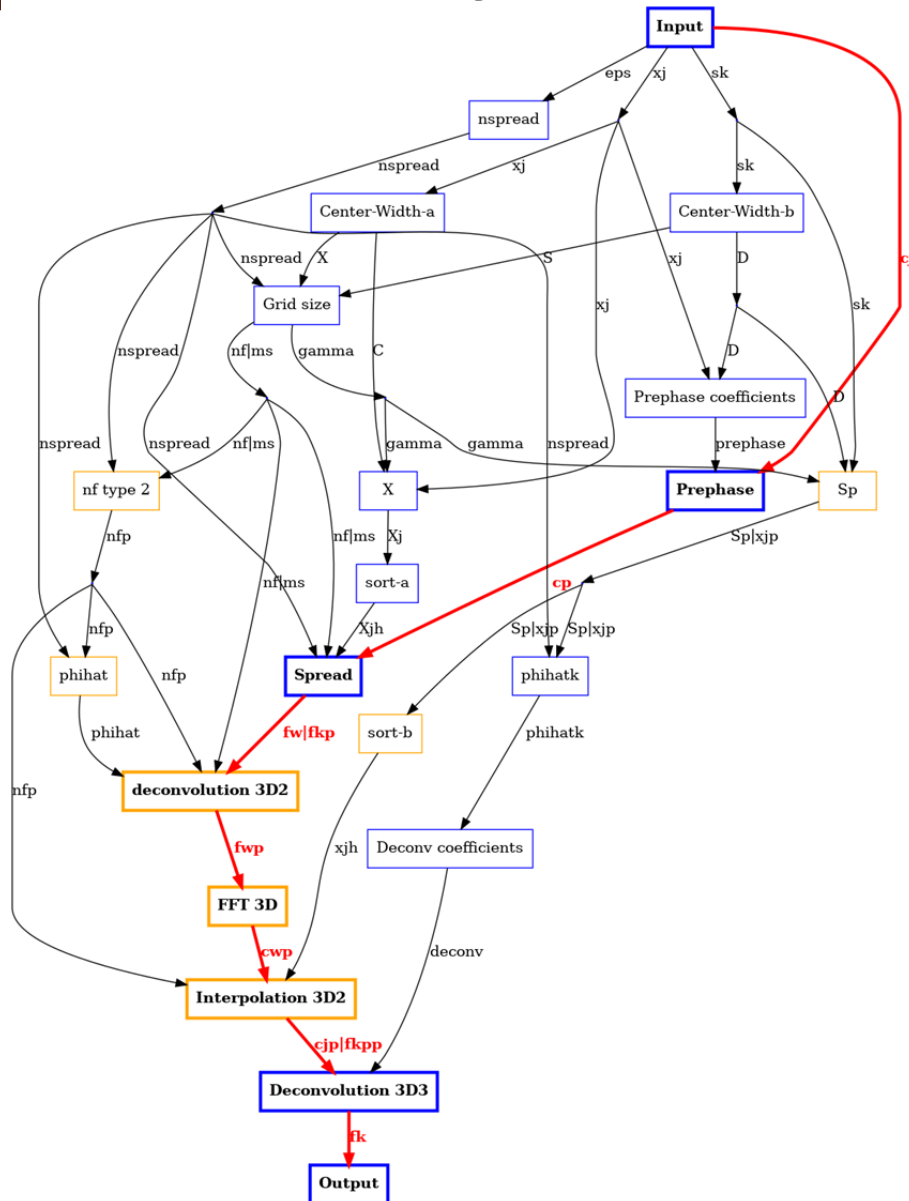 Input
eps
xj
sk
nspread
nspread
xj
sk
Center-Width-a
Center-Width-b
nspread
X
S
xj
D
c
Grid size
xj
sk
nspread
nf|ms
gamma
C
D
Prephase coefficients
D
nspread
nspread
nf|ms
gamma
nspread
gamma
prephase
nf type 2
X
Prephase
Sp
nfp
nf|ms
Xj
Sp|xjp
sort-a
nf|ms
cp
nfp
Xjh
Sp|xjp
Sp|xjp
phihat
nfp
Spread
phihatk
phihat
fw|fkp
sort-b
phihatk
nfp
deconvolution 3D2
fwp
xjh
Deconv coefficients
FFT 3D
cwp
deconv
Interpolation 3D2
cjp|fkpp
Deconvolution 3D3
fk
Output